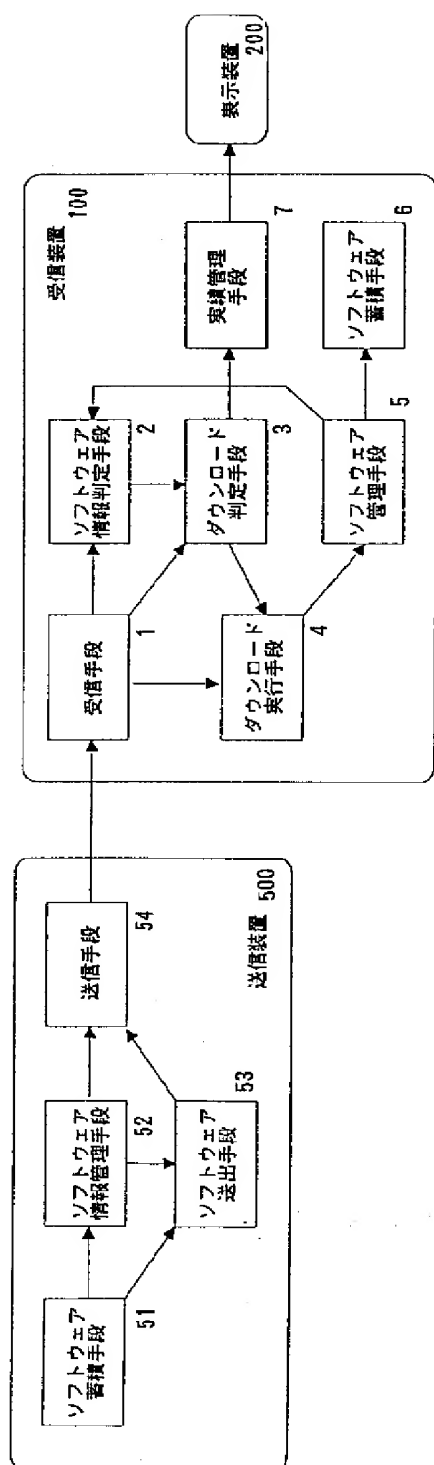 ソフトウェア
蓄積手段
51
ソフトウェア
情報管理手段
52
ソフトウェア
送出手段
53
送信手段
54
送信装置
500
受信装置
100
受信手段
1
ソフトウェア
情報判定手段
2
ダウンロード
判定手段
3
ダウンロード
実行手段
4
ソフトウェア
管理手段
5
ソフトウェア
蓄積手段
6
実績管理
手段
7
表示装置
200